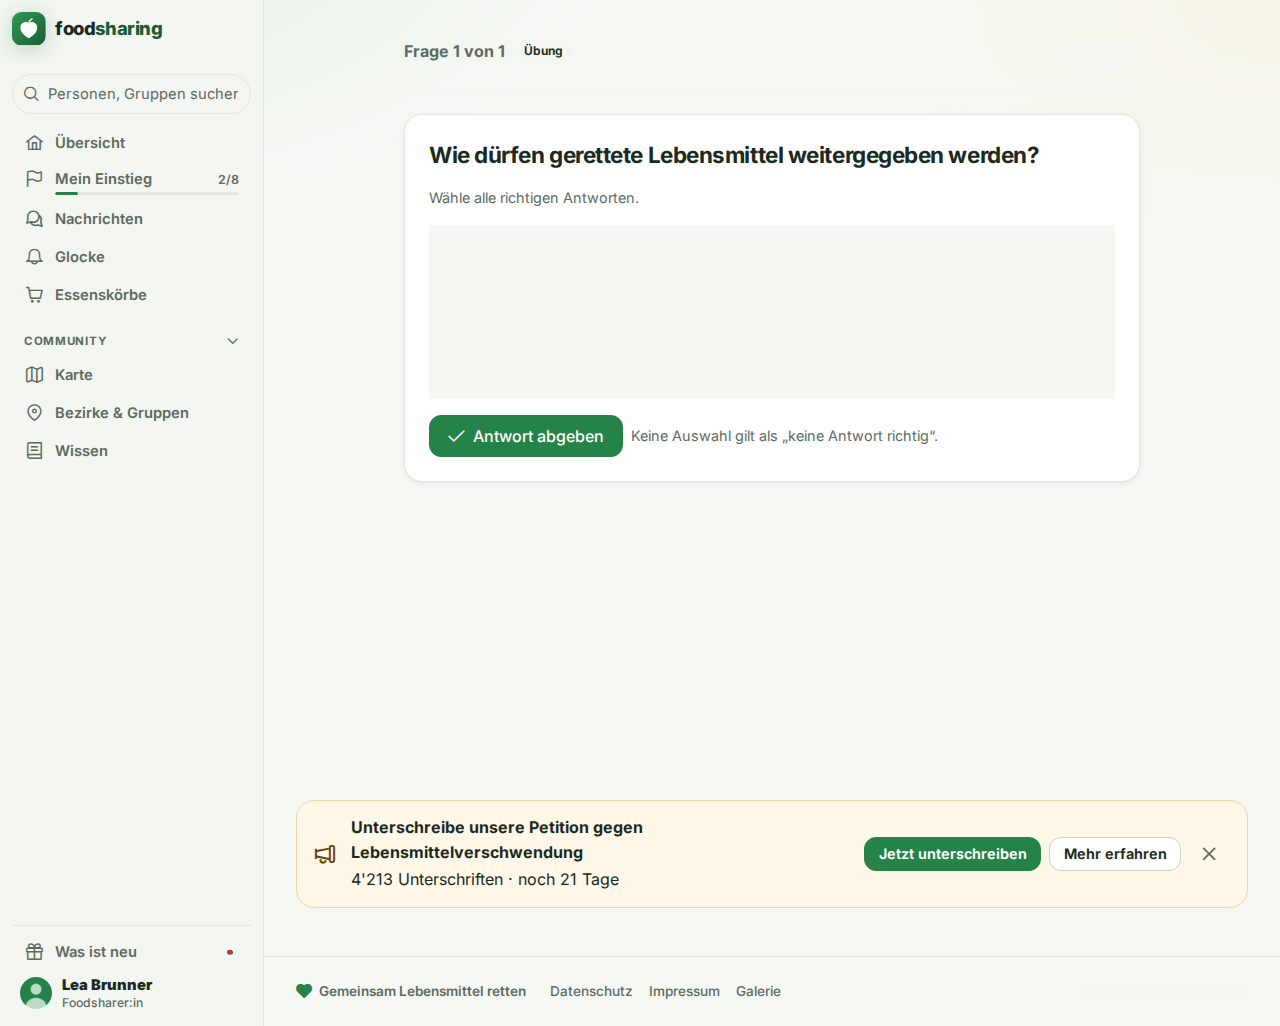 foodsharing
Personen, Gruppen sucher
Übersicht
Mein Einstieg 2/8
Nachrichten
Glocke
Essenskörbe
COMMUNITY
Karte
Bezirke & Gruppen
Wissen
Was ist neu
Lea Brunner
Foodsharer:in
Frage 1 von 1 Übung
Wie dürfen gerettete Lebensmittel weitergegeben werden?
Wähle alle richtigen Antworten.
Antwort abgeben Keine Auswahl gilt als „keine Antwort richtig“.
Unterschreibe unsere Petition gegen
Lebensmittelverschwendung
4'213 Unterschriften · noch 21 Tage
Jetzt unterschreiben Mehr erfahren
Gemeinsam Lebensmittel retten Datenschutz Impressum Galerie